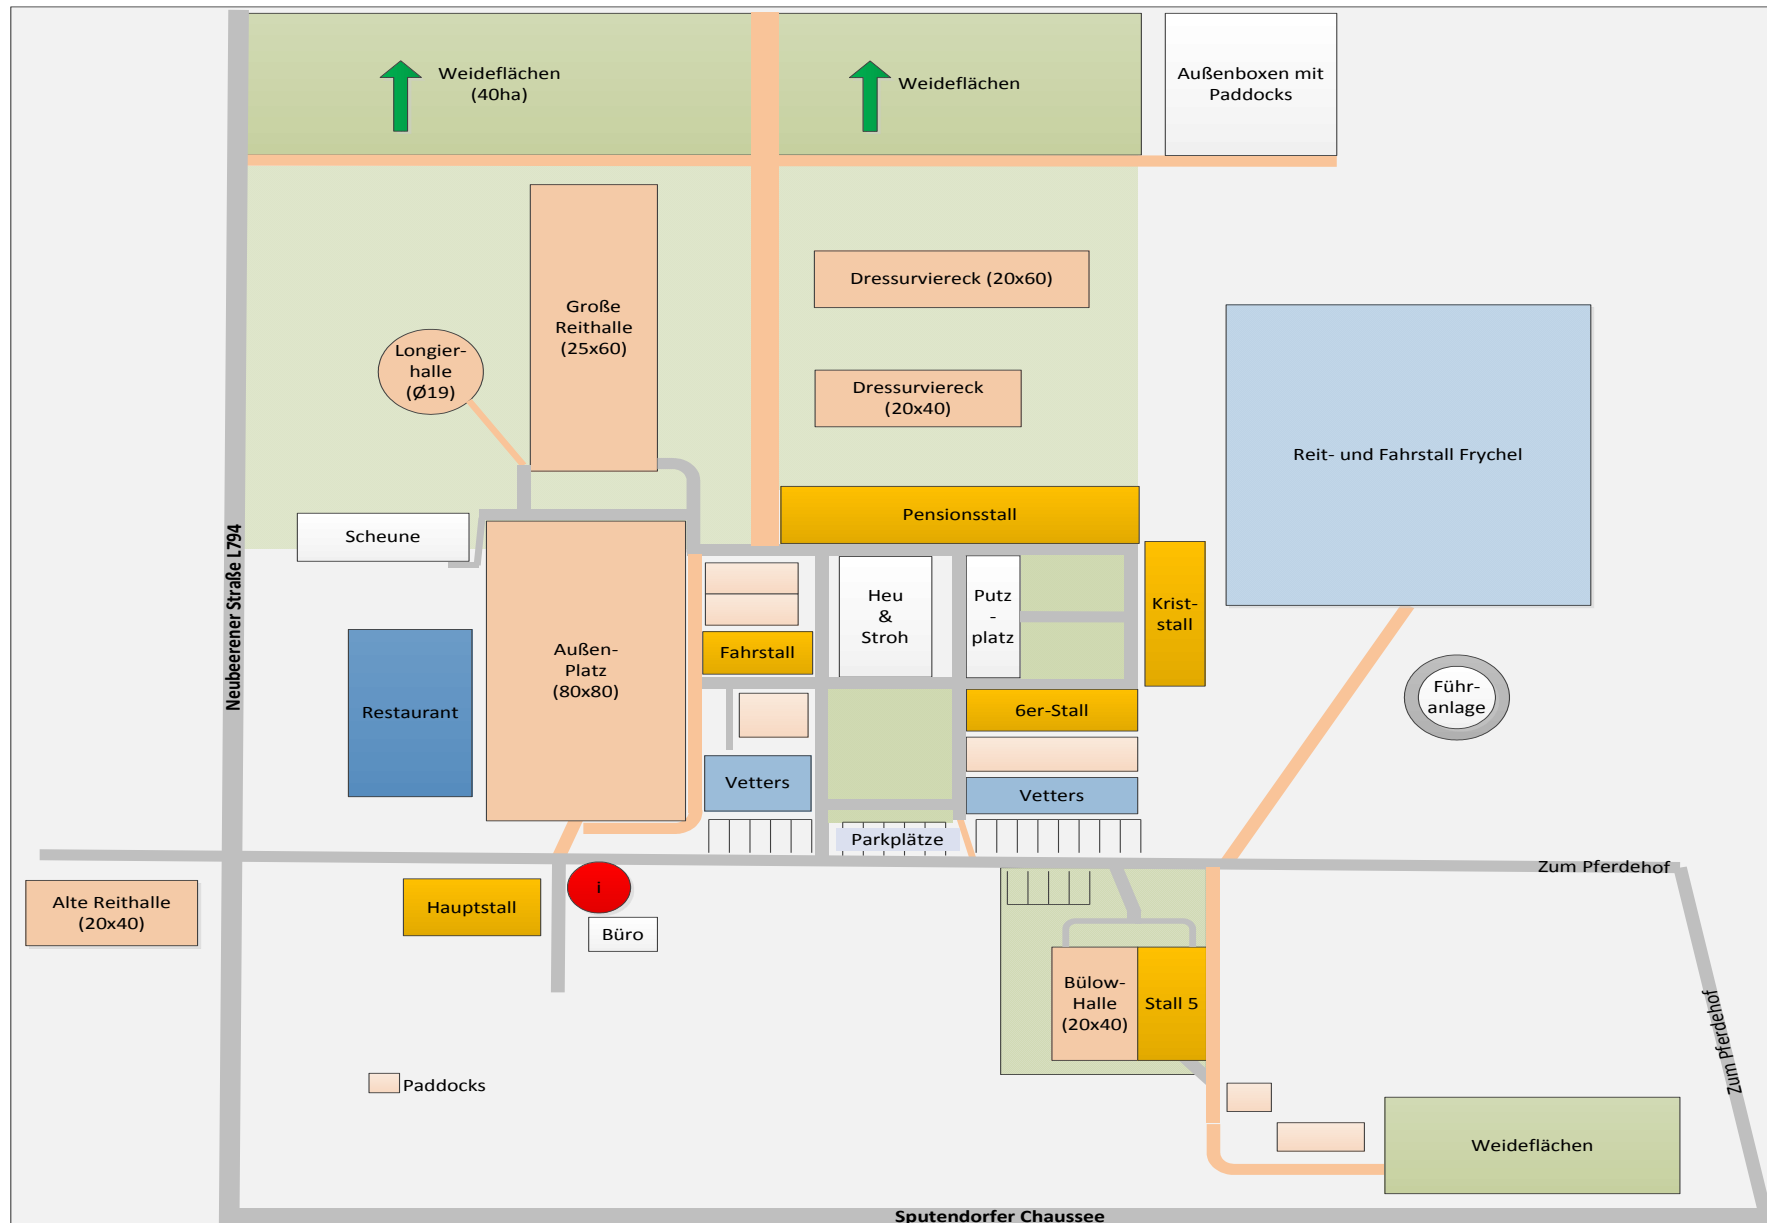 Weideflächen
(40ha)
Weideflächen
Außenboxen mit
Paddocks
Große
Reithalle
(25x60)
Dressurviereck (20x60)
Longier-
halle
(Ø19)
Dressurviereck
(20x40)
Reit- und Fahrstall Frychel
Pensionsstall
Scheune
Neubeerener Straße L794
Heu
&
Stroh
Putz
-
platz
Krist-
stall
Fahrstall
Außen-
Platz
(80x80)
Restaurant
6er-Stall
Führ-
anlage
Vetters
Vetters
Parkplätze
Zum Pferdehof
Alte Reithalle
(20x40)
Hauptstall
i
Büro
Bülow-
Halle
(20x40)
Stall 5
Zum Pferdehof
Paddocks
Weideflächen
Sputendorfer Chaussee